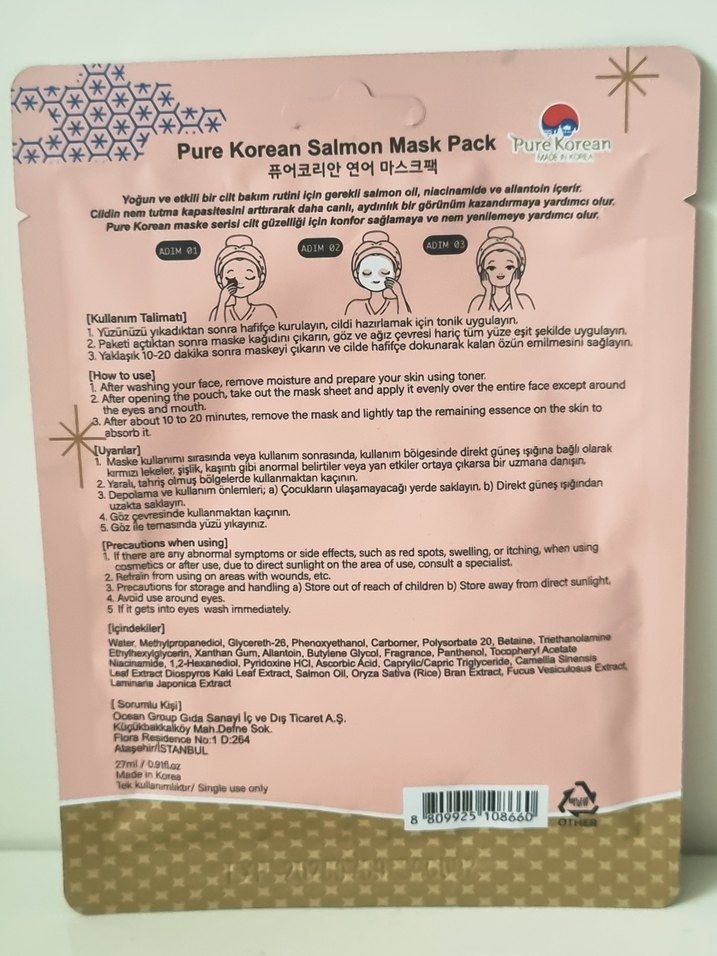 Pure Korean Salmon Mask Pack
퓨어코리안 연어 마스크팩
Pure Korean
MADE IN KOREA
Yoğun ve etkili bir cilt bakım rutini için gerekli salmon oil, niacinamide ve allantoin içerir.
Cildin nem tutma kapasitesini arttırarak daha canlı, aydınlık bir görünüm kazandırmaya yardımcı olur.
Pure Korean maske serisi cilt güzelliği için konfor sağlamaya ve nem yenilemeye yardımcı olur.
ADIM 01
ADIM 02
ADIM 03
[Kullanım Talimatı]
1. Yüzünüzü yıkadıktan sonra hafifçe kurulayın, cildi hazırlamak için tonik uygulayın.
2. Paketi açtıktan sonra maske kağıdını çıkarın, göz ve ağız çevresi hariç tüm yüze eşit şekilde uygulayın.
3. Yaklaşık 10-20 dakika sonra maskeyi çıkarın ve cilde hafifçe dokunarak kalan özün emilmesini sağlayın.
[How to use]
1. After washing your face, remove moisture and prepare your skin using toner.
2. After opening the pouch, take out the mask sheet and apply it evenly over the entire face except around
the eyes and mouth.
3. After about 10 to 20 minutes, remove the mask and lightly tap the remaining essence on the skin to
absorb it.
[Uyarılar]
1. Maske kullanımı sırasında veya kullanım sonrasında, kullanım bölgesinde direkt güneş ışığına bağlı olarak
kırmızı lekeler, şişlik, kaşıntı gibi anormal belirtiler veya yan etkiler ortaya çıkarsa bir uzmana danışın.
2. Yaralı, tahriş olmuş bölgelerde kullanmaktan kaçının.
3. Depolama ve kullanım önlemleri; a) Çocukların ulaşamayacağı yerde saklayın. b) Direkt güneş ışığından
uzakta saklayın.
4. Göz çevresinde kullanmaktan kaçının.
5. Göz ile temasında yüzü yıkayınız.
[Precautions when using]
1. If there are any abnormal symptoms or side effects, such as red spots, swelling, or itching, when using
cosmetics or after use, due to direct sunlight on the area of use, consult a specialist.
2. Refrain from using on areas with wounds, etc.
3. Precautions for storage and handling a) Store out of reach of children b) Store away from direct sunlight.
4. Avoid use around eyes.
5 If it gets into eyes wash immediately.
[İçindekiler]
Water, Methylpropanediol, Glycereth-26, Phenoxyethanol, Carbomer, Polysorbate 20, Betaine, Triethanolamine
Ethylhexylglycerin, Xanthan Gum, Allantoin, Butylene Glycol, Fragrance, Panthenol, Tocopheryl Acetate
Niacinamide, 1,2-Hexanediol, Pyridoxine HCl, Ascorbic Acid, Caprylic/Capric Triglyceride, Camellia Sinensis
Leaf Extract Diospyros Kaki Leaf Extract, Salmon Oil, Oryza Sativa (Rice) Bran Extract, Fucus Vesiculosus Extract,
Laminaria Japonica Extract
[ Sorumlu Kişi]
Ocean Group Gıda Sanayi İç ve Dış Ticaret A.Ş.
Küçükbakkalköy Mah.Defne Sok.
Flora Residence No:1 D:264
Ataşehir/İSTANBUL
27ml / 0.91fl.oz
Made in Korea
Tek kullanımlıktır/ Single use only
8 809925 108660
OTHER